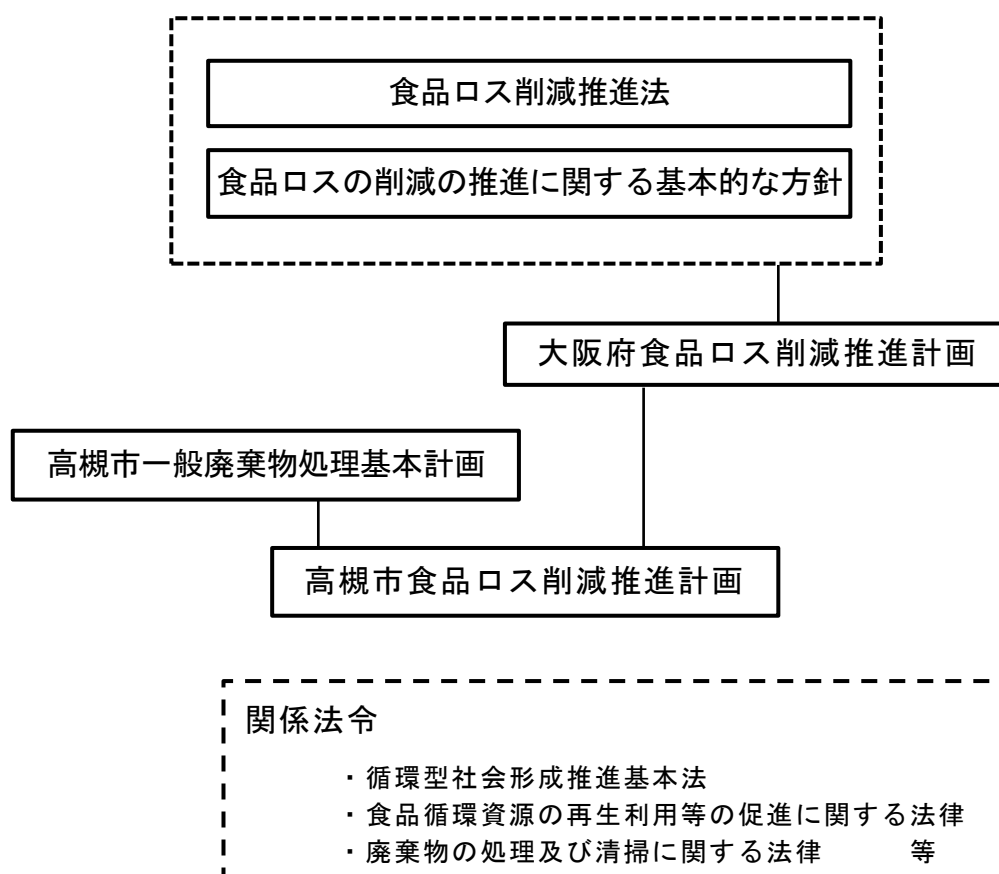 食品ロス削減推進法
食品ロスの削減の推進に関する基本的な方針
大阪府食品ロス削減推進計画
高槻市一般廃棄物処理基本計画
高槻市食品ロス削減推進計画
関係法令
・循環型社会形成推進基本法
・食品循環資源の再生利用等の促進に関する法律
・廃棄物の処理及び清掃に関する法律　　　等